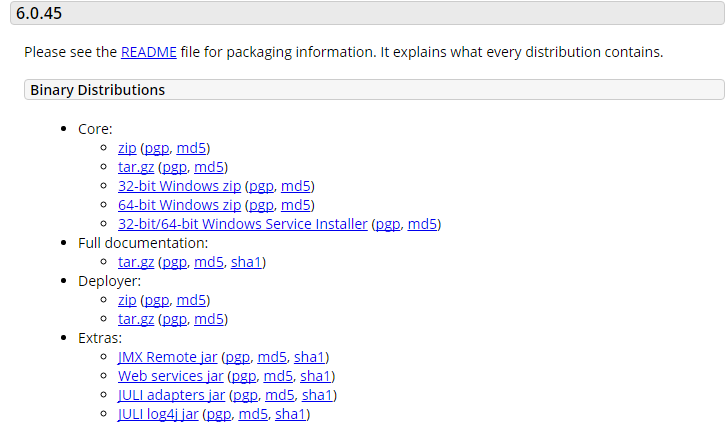 6.0.45
Please see the README file for packaging information. It explains what every distribution contains.
Binary Distributions
Core:
zip (pgp, md5)
tar.gz (pgp, md5)
32-bit Windows zip (pgp, md5)
64-bit Windows zip (pgp, md5)
32-bit/64-bit Windows Service Installer (pgp, md5)
Full documentation:
tar.gz (pgp, md5, sha1)
Deployer:
zip (pgp, md5)
tar.gz (pgp, md5)
Extras:
JMX Remote jar (pgp, md5, sha1)
Web services jar (pgp, md5, sha1)
JULI adapters jar (pgp, md5, sha1)
JULI log4j jar (pgp, md5, sha1)